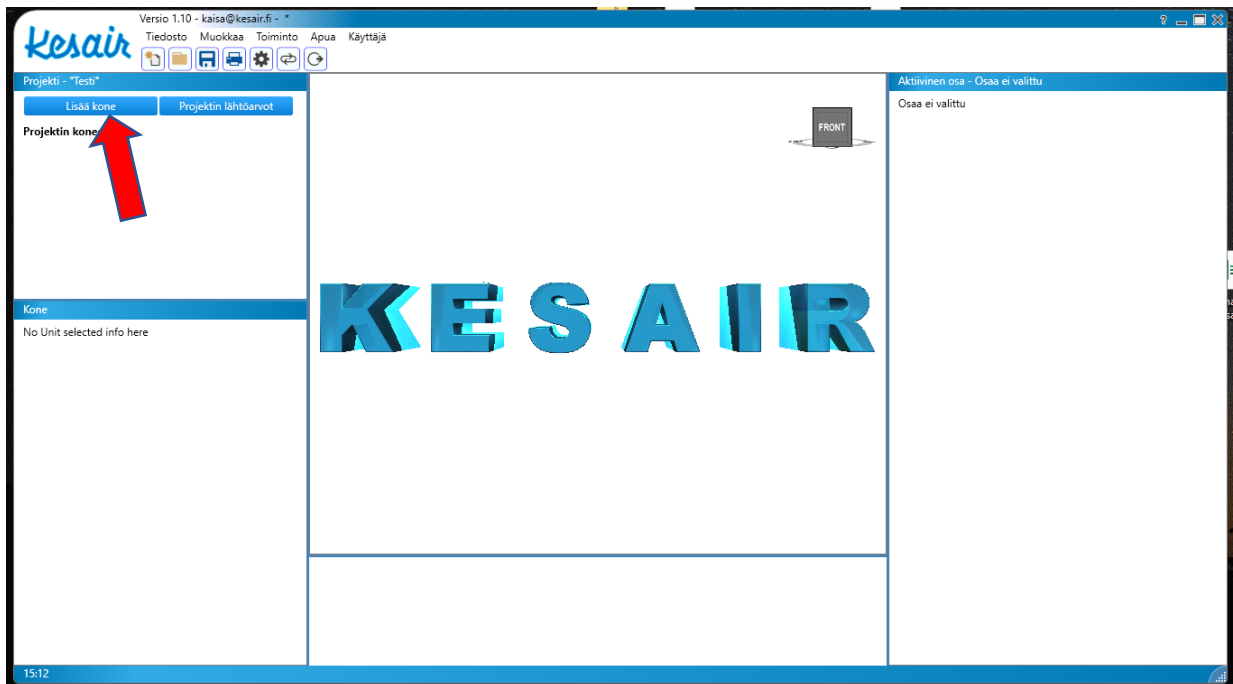 Versio 1.10 - kaisa@kesair.fi - *
Kesair
Tiedosto Muokkaa Toiminto Apua Käyttäjä
Projekti - "Testi"
Lisää kone
Projektin lähtöarvot
Projektin
FRONT
KESAIR
Kone
No Unit selected info here
Aktiivinen osa - Osaa ei valittu
Osaa ei valittu
15:12